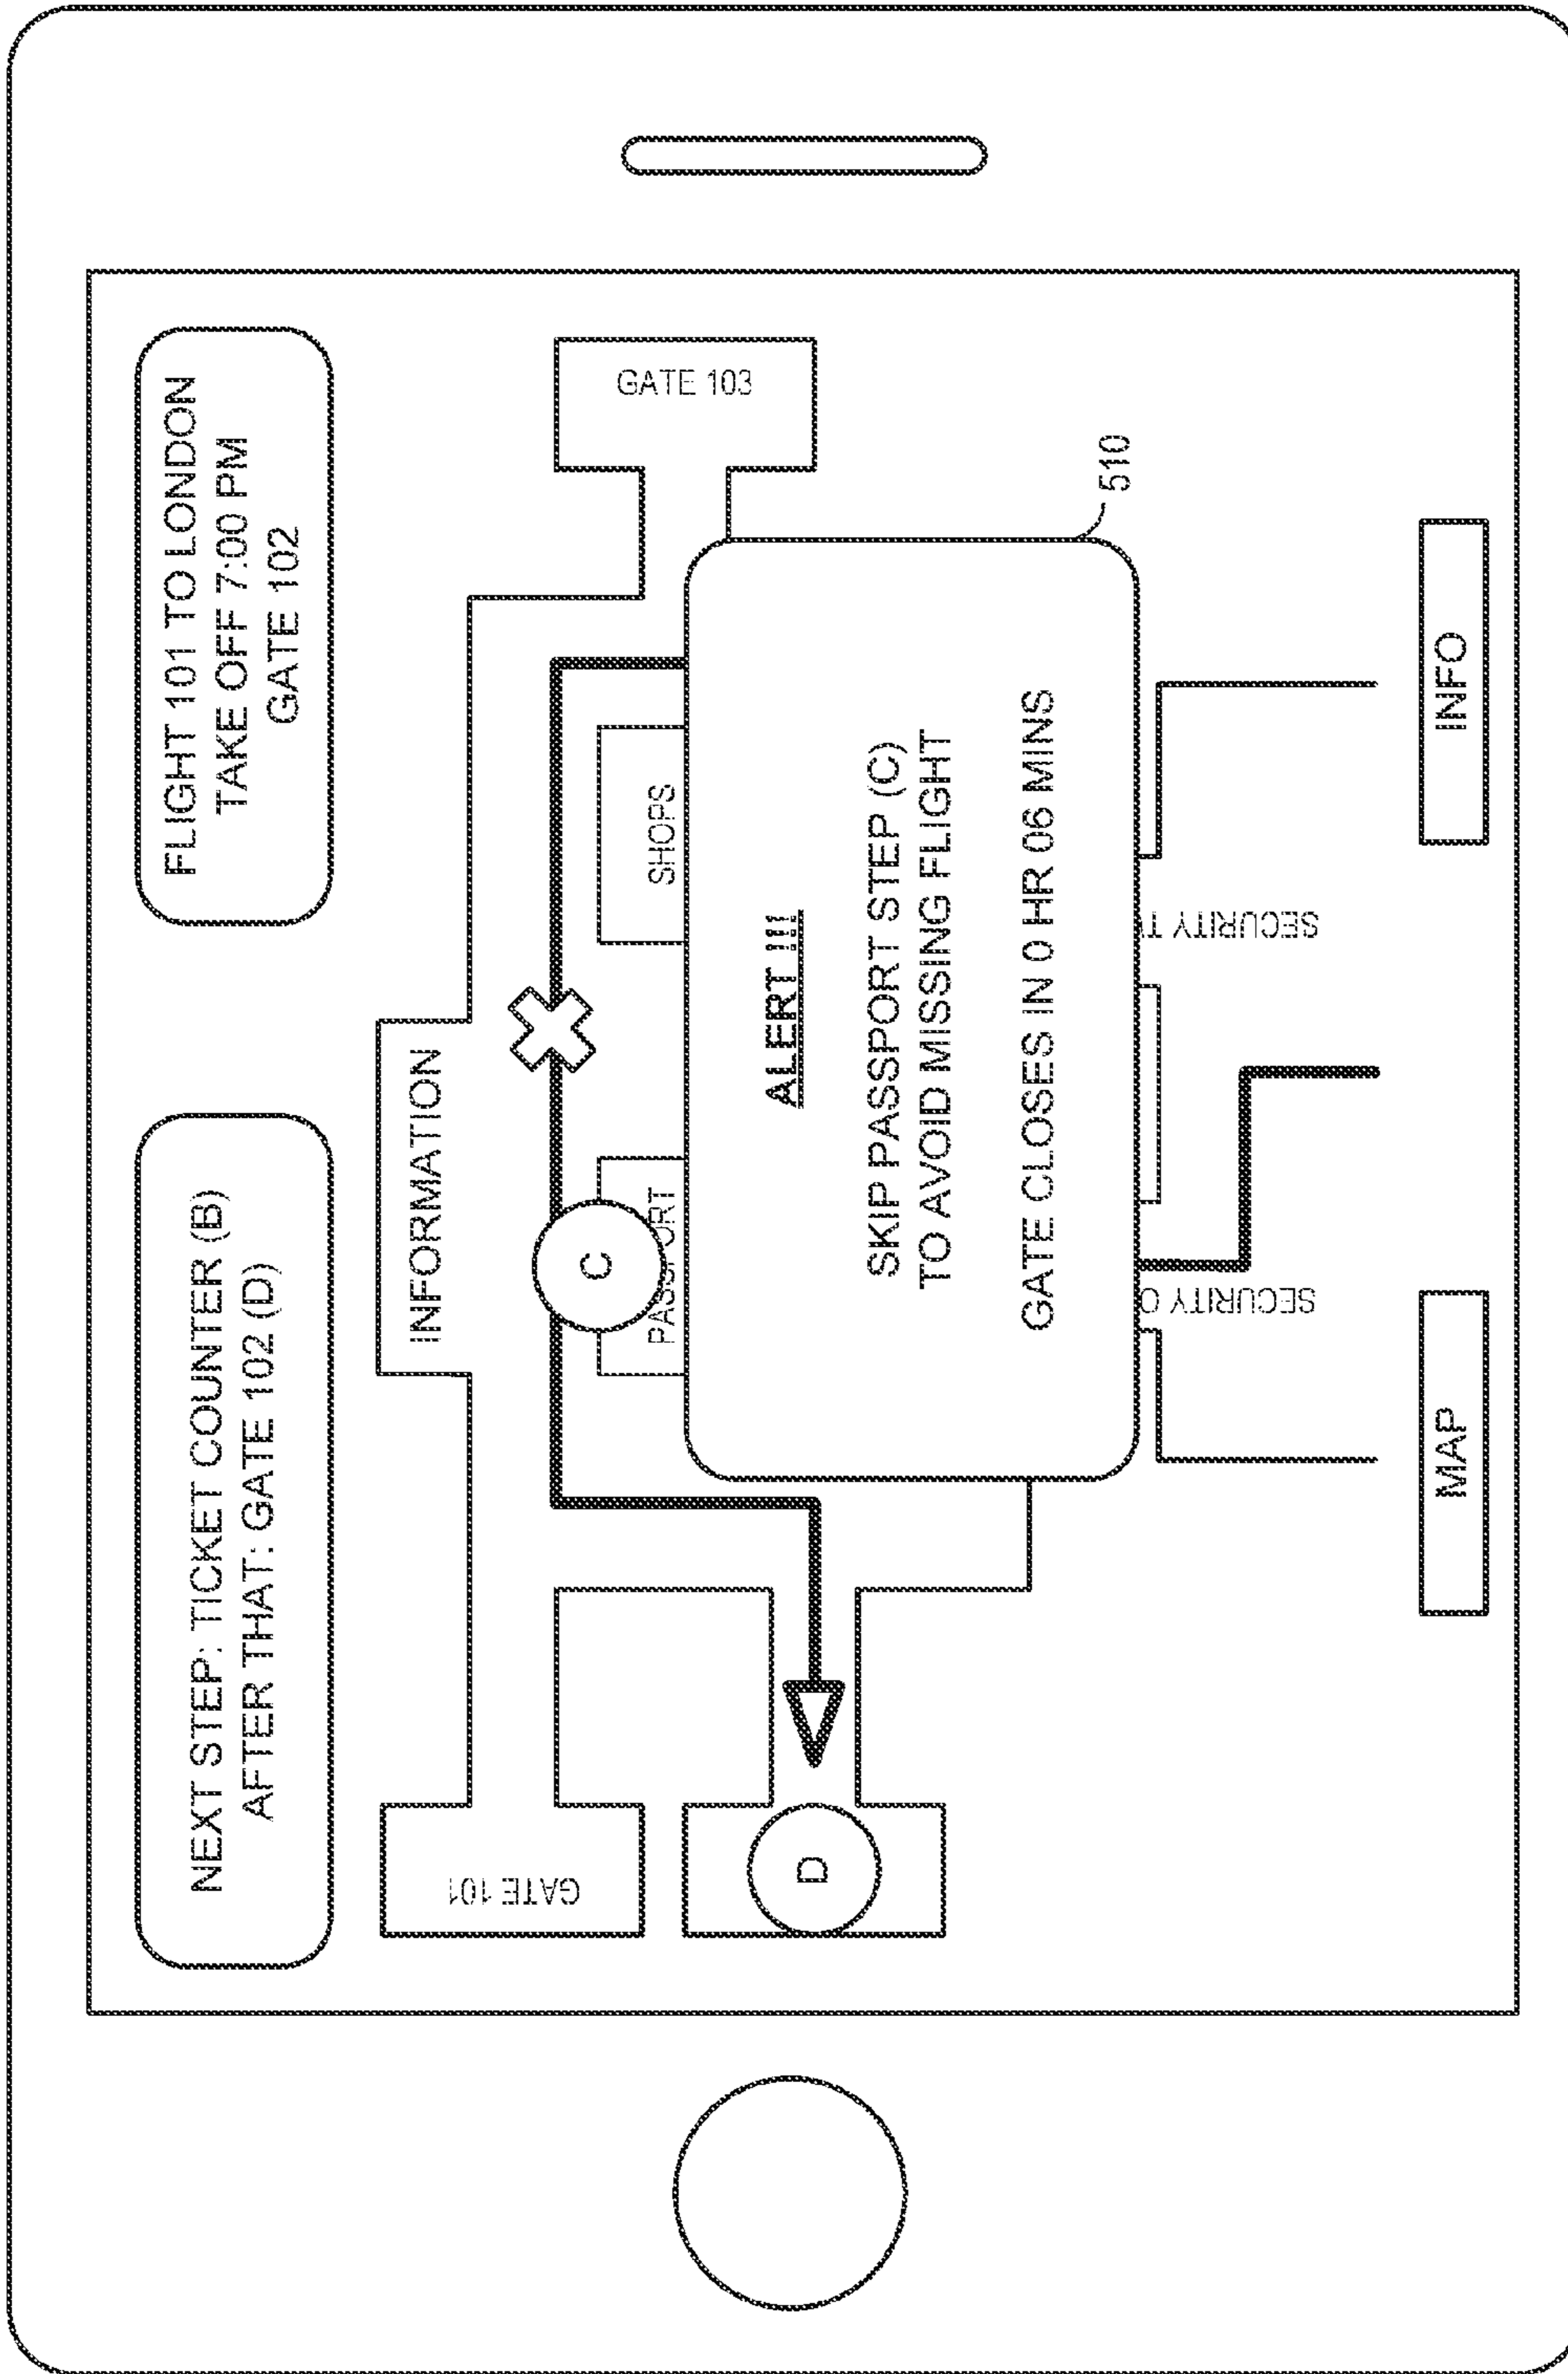 NEXT STEP: TICKET COUNTER (B)
AFTER THAT: GATE 102 (D)
FLIGHT 101 TO LONDON
TAKE OFF 7:00 PM
GATE 102
INFORMATION
GATE 101
C
SHOPS
GATE 103
D
ALERT !!!
SKIP PASSPORT STEP (C)
TO AVOID MISSING FLIGHT
GATE CLOSES IN 0 HR 06 MINS
510
SECURITY
SECURITY
MAP
INFO